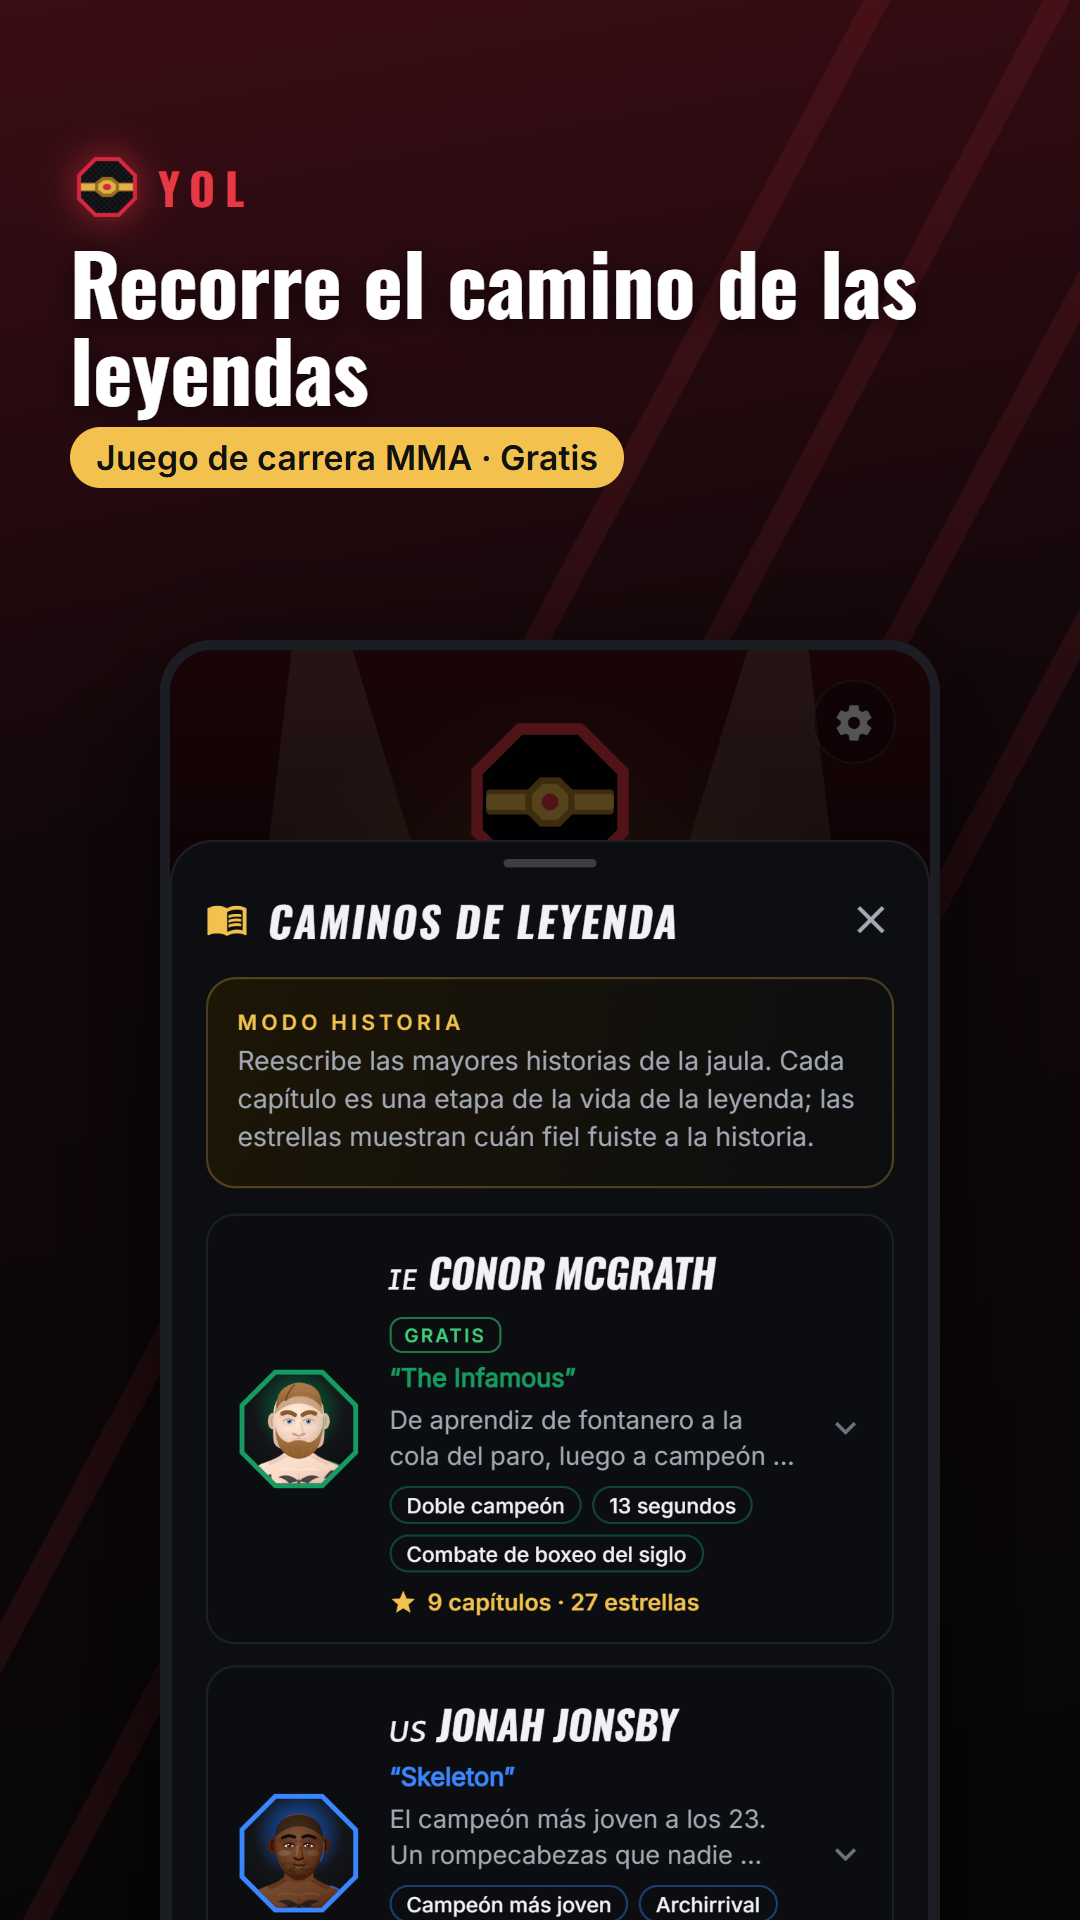 YOL
Recorre el camino de las
leyendas
Juego de carrera MMA · Gratis
CAMINOS DE LEYENDA
MODO HISTORIA
Reescribe las mayores historias de la jaula. Cada
capítulo es una etapa de la vida de la leyenda; las
estrellas muestran cuán fiel fuiste a la historia.
IE CONOR MCGRATH
GRATIS
“The Infamous”
De aprendiz de fontanero a la
cola del paro, luego a campeón ...
Doble campeón 13 segundos
Combate de boxeo del siglo
9 capítulos · 27 estrellas
US JONAH JONSBY
“Skeleton”
El campeón más joven a los 23.
Un rompecabezas que nadie ...
Campeón más joven Archirrival